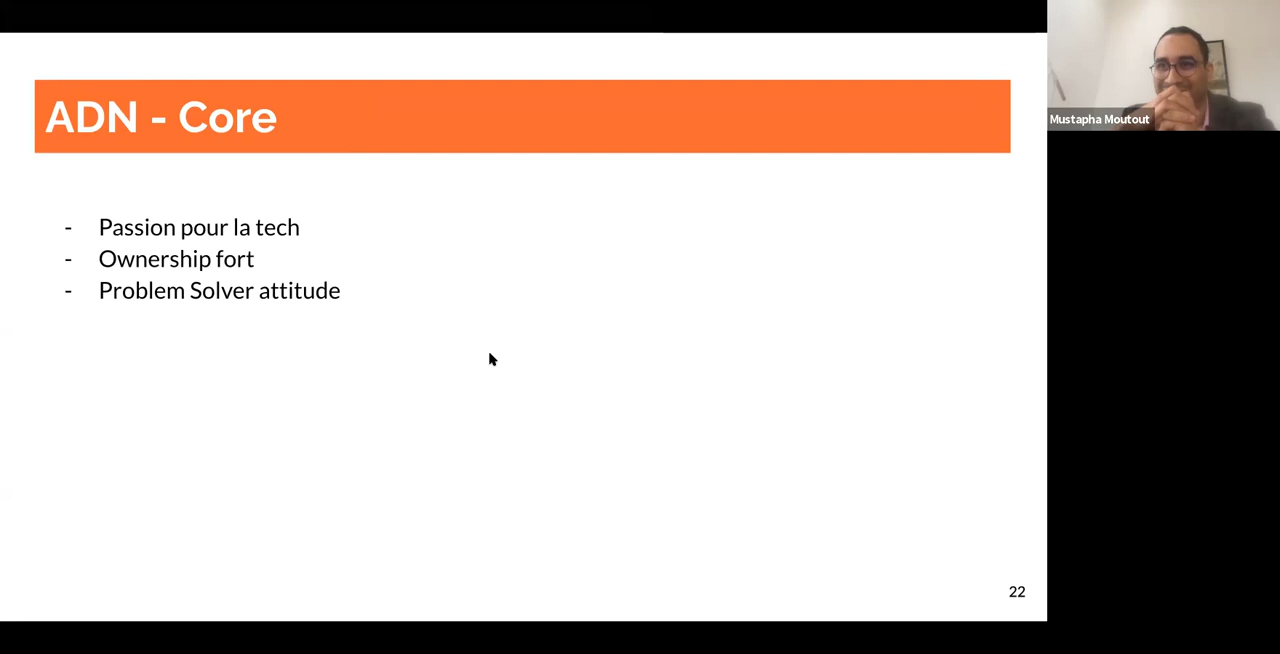 ADN - Core
Mustapha Moutout
- Passion pour la tech
- Ownership fort
- Problem Solver attitude
22